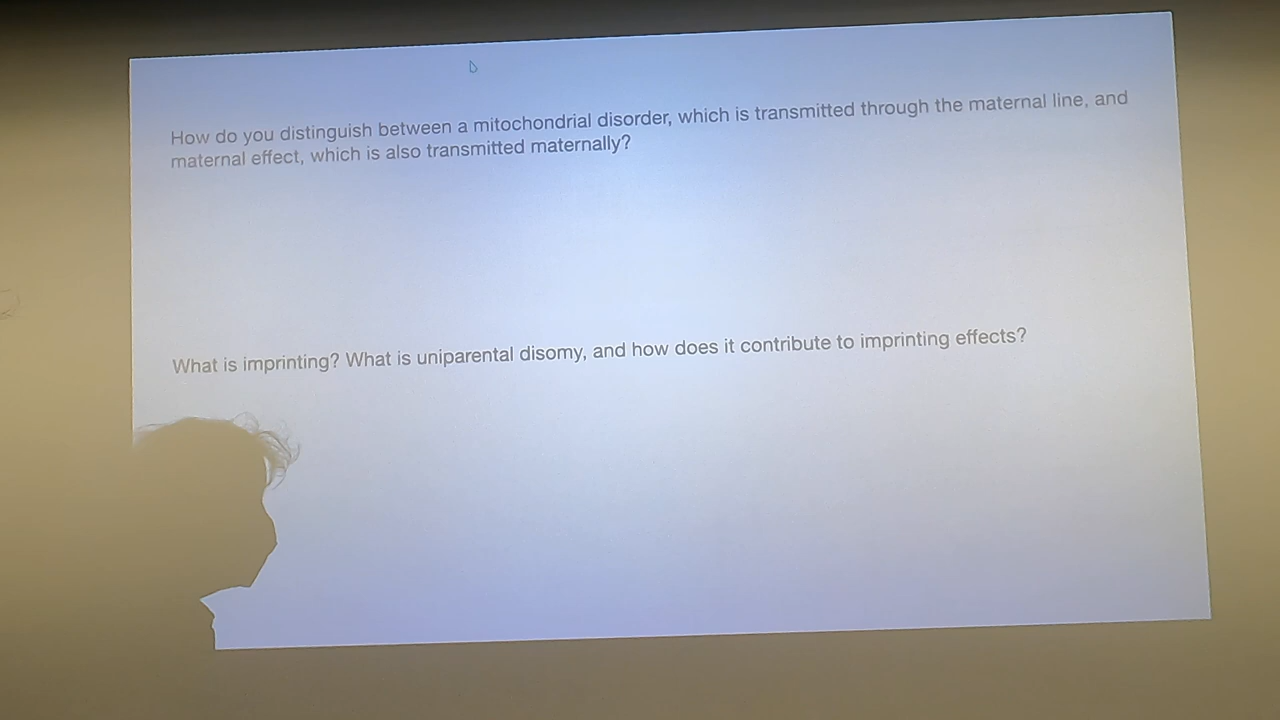 How do you distinguish between a mitochondrial disorder, which is transmitted through the maternal line, and
maternal effect, which is also transmitted maternally?
What is imprinting? What is uniparental disomy, and how does it contribute to imprinting effects?